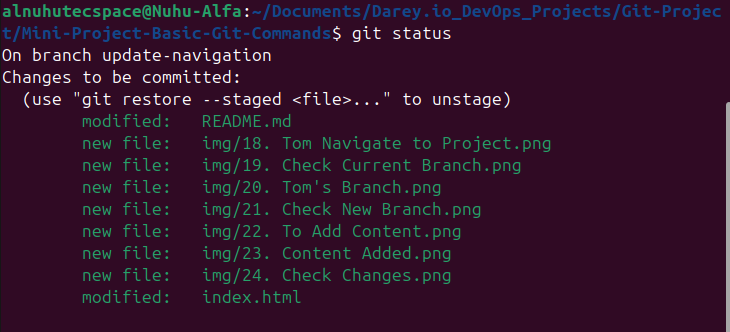 alnuhutecspace@Nuhu-Alfa:~/Documents/Darey.io_DevOps_Projects/Git-Projec
t/Mini-Project-Basic-Git-Commands$ git status
On branch update-navigation
Changes to be committed:
  (use "git restore --staged <file>..." to unstage)
        modified:   README.md
        new file:   img/18. Tom Navigate to Project.png
        new file:   img/19. Check Current Branch.png
        new file:   img/20. Tom's Branch.png
        new file:   img/21. Check New Branch.png
        new file:   img/22. To Add Content.png
        new file:   img/23. Content Added.png
        new file:   img/24. Check Changes.png
        modified:   index.html